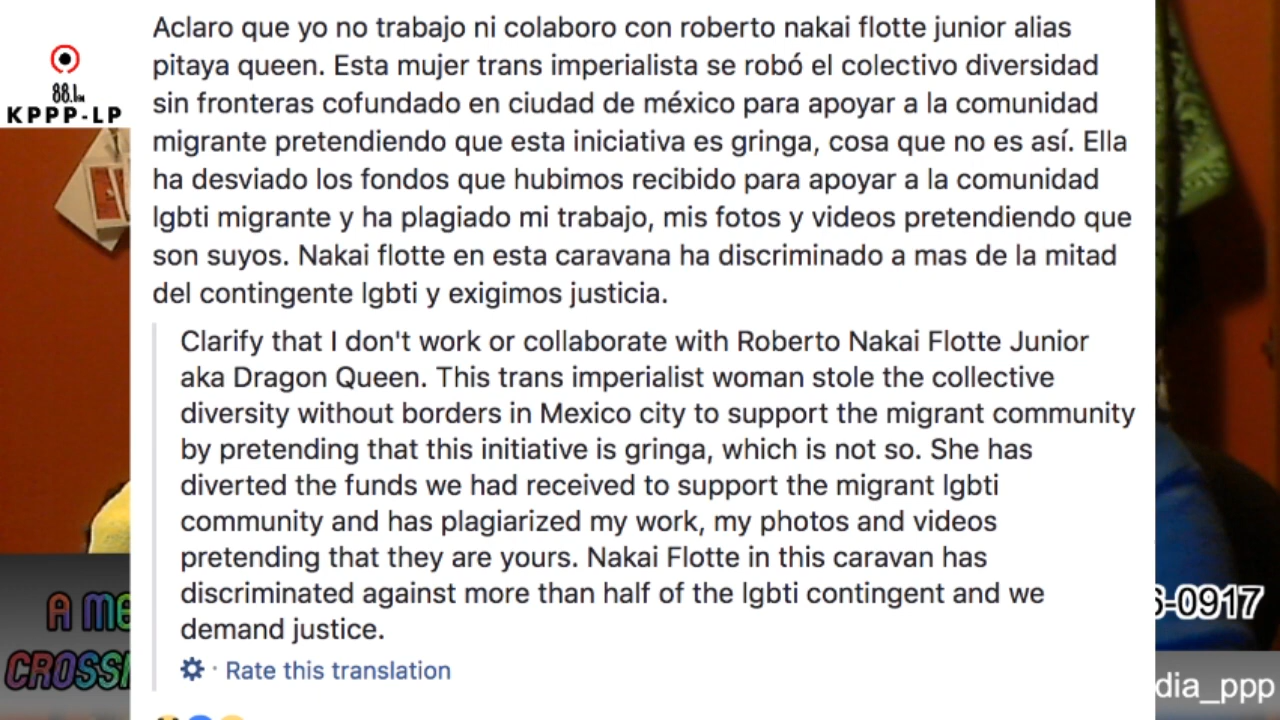 88.1FM
KPPP-LP
Aclaro que yo no trabajo ni colaboro con roberto nakai flotte junior alias
pitaya queen. Esta mujer trans imperialista se robó el colectivo diversidad
sin fronteras cofundado en ciudad de méxico para apoyar a la comunidad
migrante pretendiendo que esta iniciativa es gringa, cosa que no es así. Ella
ha desviado los fondos que hubimos recibido para apoyar a la comunidad
lgbti migrante y ha plagiado mi trabajo, mis fotos y videos pretendiendo que
son suyos. Nakai flotte en esta caravana ha discriminado a mas de la mitad
del contingente lgbti y exigimos justicia.
Clarify that I don't work or collaborate with Roberto Nakai Flotte Junior
aka Dragon Queen. This trans imperialist woman stole the collective
diversity without borders in Mexico city to support the migrant community
by pretending that this initiative is gringa, which is not so. She has
diverted the funds we had received to support the migrant lgbti
community and has plagiarized my work, my photos and videos
pretending that they are yours. Nakai Flotte in this caravan has
discriminated against more than half of the lgbti contingent and we
demand justice.
· Rate this translation
A ME
CROSS
-0917
dia_ppp